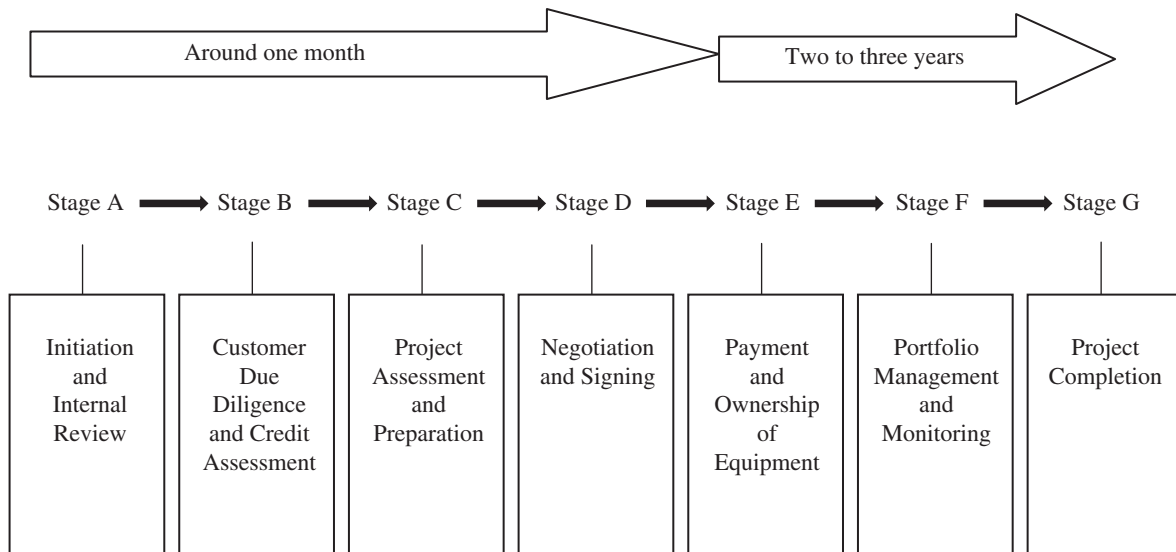 Around one month
Two to three years
Stage A
Stage B
Stage C
Stage D
Stage E
Stage F
Stage G
Initiation
and
Internal
Review
Customer
Due
Diligence
and Credit
Assessment
Project
Assessment
and
Preparation
Negotiation
and Signing
Payment
and
Ownership
of
Equipment
Portfolio
Management
and
Monitoring
Project
Completion